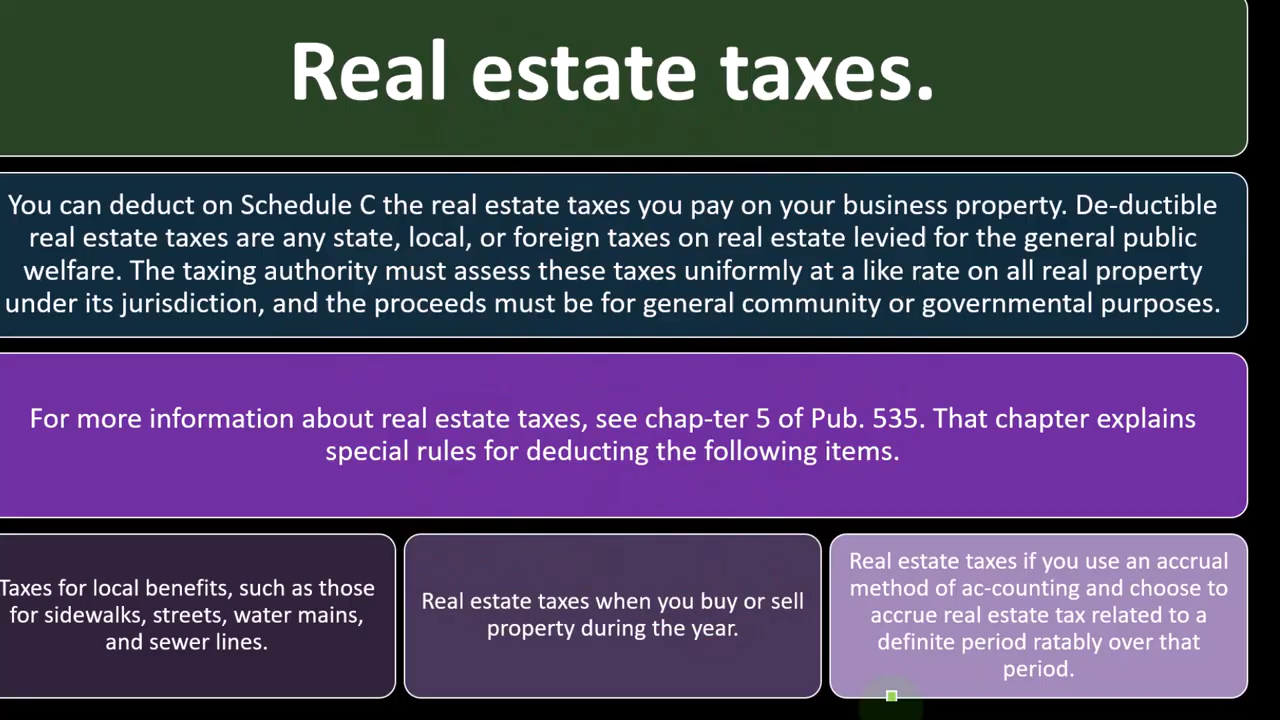 Real estate taxes.
You can deduct on Schedule C the real estate taxes you pay on your business property. De-ductible
real estate taxes are any state, local, or foreign taxes on real estate levied for the general public
welfare. The taxing authority must assess these taxes uniformly at a like rate on all real property
under its jurisdiction, and the proceeds must be for general community or governmental purposes.
For more information about real estate taxes, see chap-ter 5 of Pub. 535. That chapter explains
special rules for deducting the following items.
Taxes for local benefits, such as those
for sidewalks, streets, water mains,
and sewer lines.
Real estate taxes when you buy or sell
property during the year.
Real estate taxes if you use an accrual
method of ac-counting and choose to
accrue real estate tax related to a
definite period ratably over that
period.